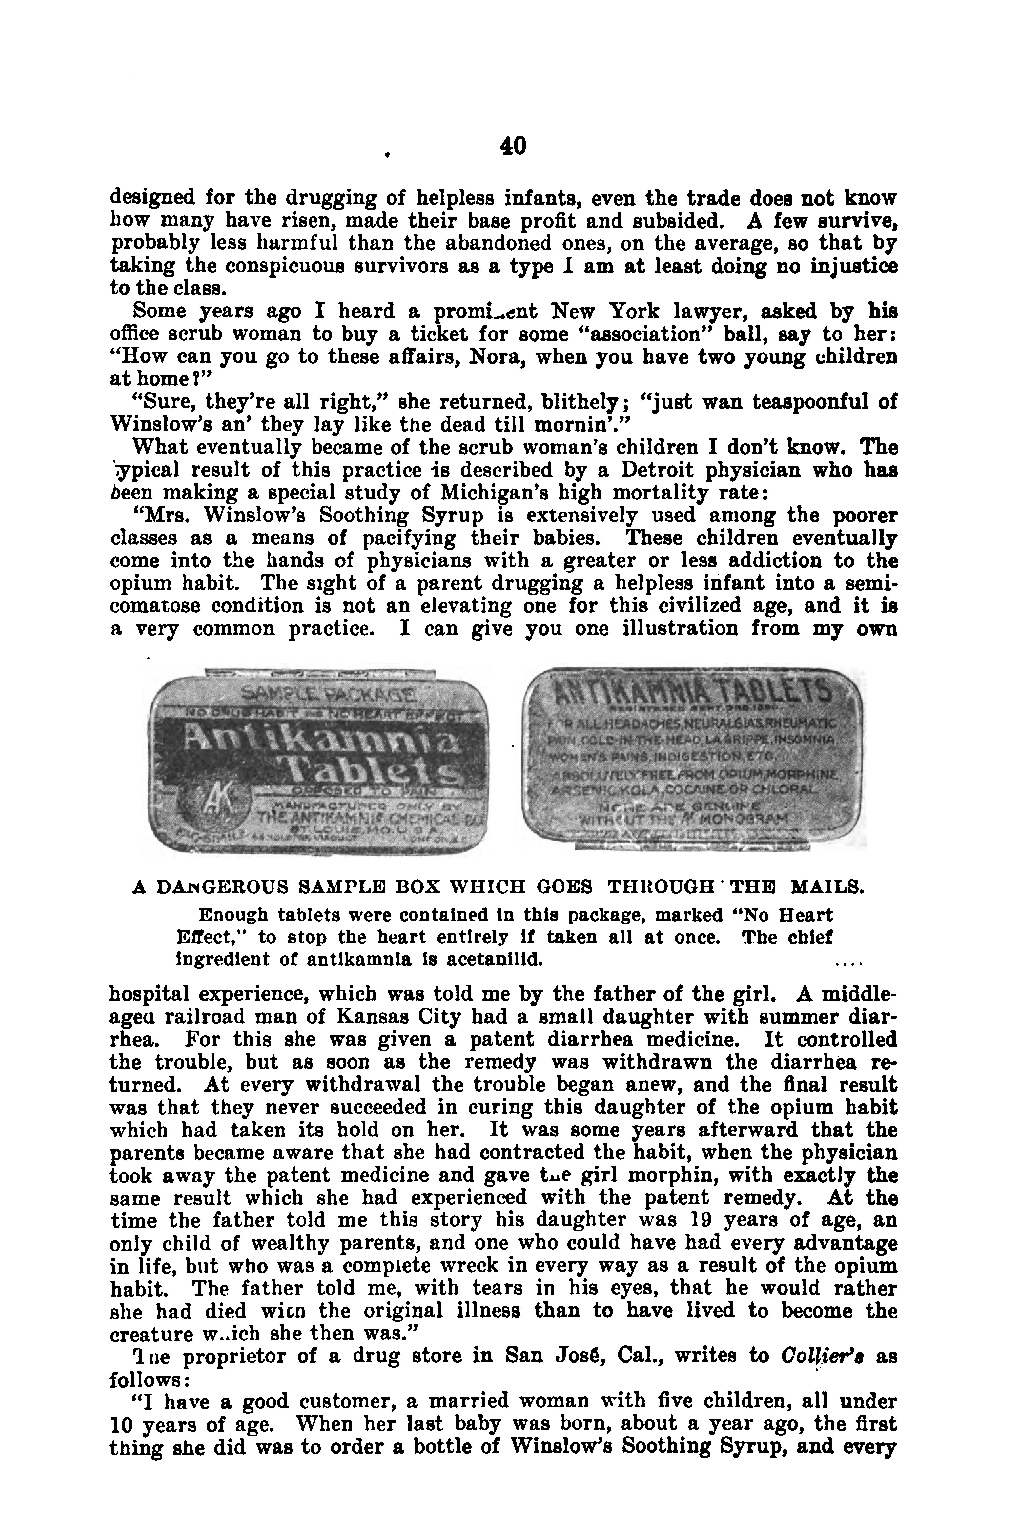 40
designed for the drugging of helpless infants, even the trade does not know
how many have risen, made their base profit and subsided. A few survive,
probably less harmful than the abandoned ones, on the average, so that by
taking the conspicuous survivors as a type I am at least doing no injustice
to the class.
Some years ago I heard a prominent New York lawyer, asked by his
office scrub woman to buy a ticket for some “association” ball, say to her:
“How can you go to these affairs, Nora, when you have two young children
at home?”
“Sure, they’re all right,” she returned, blithely; “just wan teaspoonful of
Winslow’s an’ they lay like the dead till mornin’.”
What eventually became of the scrub woman’s children I don’t know. The
typical result of this practice is described by a Detroit physician who has
been making a special study of Michigan’s high mortality rate:
“Mrs. Winslow’s Soothing Syrup is extensively used among the poorer
classes as a means of pacifying their babies. These children eventually
come into the hands of physicians with a greater or less addiction to the
opium habit. The sight of a parent drugging a helpless infant into a semi-
comatose condition is not an elevating one for this civilized age, and it is
a very common practice. I can give you one illustration from my own
SAMPLE PACKAGE
NO DRUG HABIT NO HEART EFFECT
Antikamnia
Tablets
OPPOSED TO PAIN
AK
MANUFACTURED ONLY BY
THE ANTIKAMNIA CHEMICAL CO.
ST. LOUIS, MO. U.S.A.
ANTIKAMNIA TABLETS
FOR ALL HEADACHES, NEURALGIAS, RHEUMATIC
PAIN, COLD-IN-THE-HEAD, LA GRIPPE, INSOMNIA,
WOMEN'S PAINS, INDIGESTION, ETC.
ABSOLUTELY FREE FROM OPIUM, MORPHINE,
ARSENIC, KOLA, COCAINE OR CHLORAL
NONE ARE GENUINE
WITHOUT THE AK MONOGRAM
A DANGEROUS SAMPLE BOX WHICH GOES THROUGH THE MAILS.
Enough tablets were contained in this package, marked “No Heart
Effect,” to stop the heart entirely if taken all at once. The chief
ingredient of antikamnia is acetanilid.
hospital experience, which was told me by the father of the girl. A middle-
aged railroad man of Kansas City had a small daughter with summer diar-
rhea. For this she was given a patent diarrhea medicine. It controlled
the trouble, but as soon as the remedy was withdrawn the diarrhea re-
turned. At every withdrawal the trouble began anew, and the final result
was that they never succeeded in curing this daughter of the opium habit
which had taken its hold on her. It was some years afterward that the
parents became aware that she had contracted the habit, when the physician
took away the patent medicine and gave the girl morphin, with exactly the
same result which she had experienced with the patent remedy. At the
time the father told me this story his daughter was 19 years of age, an
only child of wealthy parents, and one who could have had every advantage
in life, but who was a complete wreck in every way as a result of the opium
habit. The father told me, with tears in his eyes, that he would rather
she had died with the original illness than to have lived to become the
creature which she then was.”
The proprietor of a drug store in San José, Cal., writes to Collier’s as
follows:
“I have a good customer, a married woman with five children, all under
10 years of age. When her last baby was born, about a year ago, the first
thing she did was to order a bottle of Winslow’s Soothing Syrup, and every